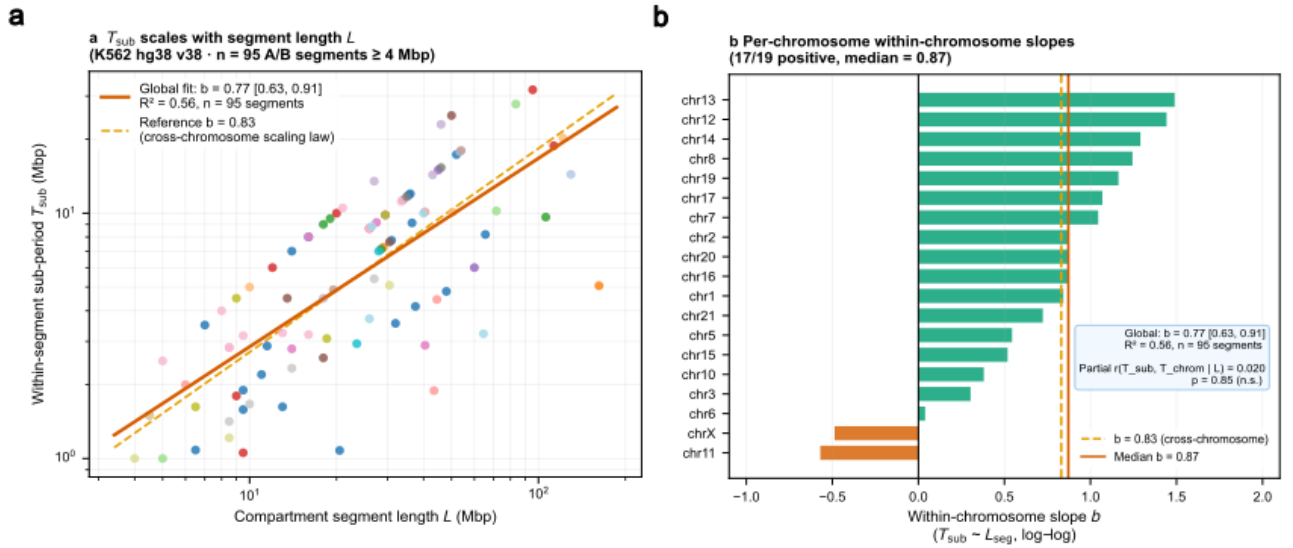 a
a T_sub scales with segment length L
(K562 hg38 v38 · n = 95 A/B segments ≥ 4 Mbp)
Global fit: b = 0.77 [0.63, 0.91]
R² = 0.56, n = 95 segments
Reference b = 0.83
(cross-chromosome scaling law)
Within-segment sub-period T_sub (Mbp)
10¹
10⁰
10¹
10²
Compartment segment length L (Mbp)
b
b Per-chromosome within-chromosome slopes
(17/19 positive, median = 0.87)
chr13
chr12
chr14
chr8
chr19
chr17
chr7
chr2
chr20
chr16
chr1
chr21
chr5
chr15
chr10
chr3
chr6
chrX
chr11
Global: b = 0.77 [0.63, 0.91]
R² = 0.56, n = 95 segments
Partial r(T_sub, T_chrom | L) = 0.020
p = 0.85 (n.s.)
b = 0.83 (cross-chromosome)
Median b = 0.87
−1.0
−0.5
0.0
0.5
1.0
1.5
2.0
Within-chromosome slope b
(T_sub ~ L_seg, log−log)